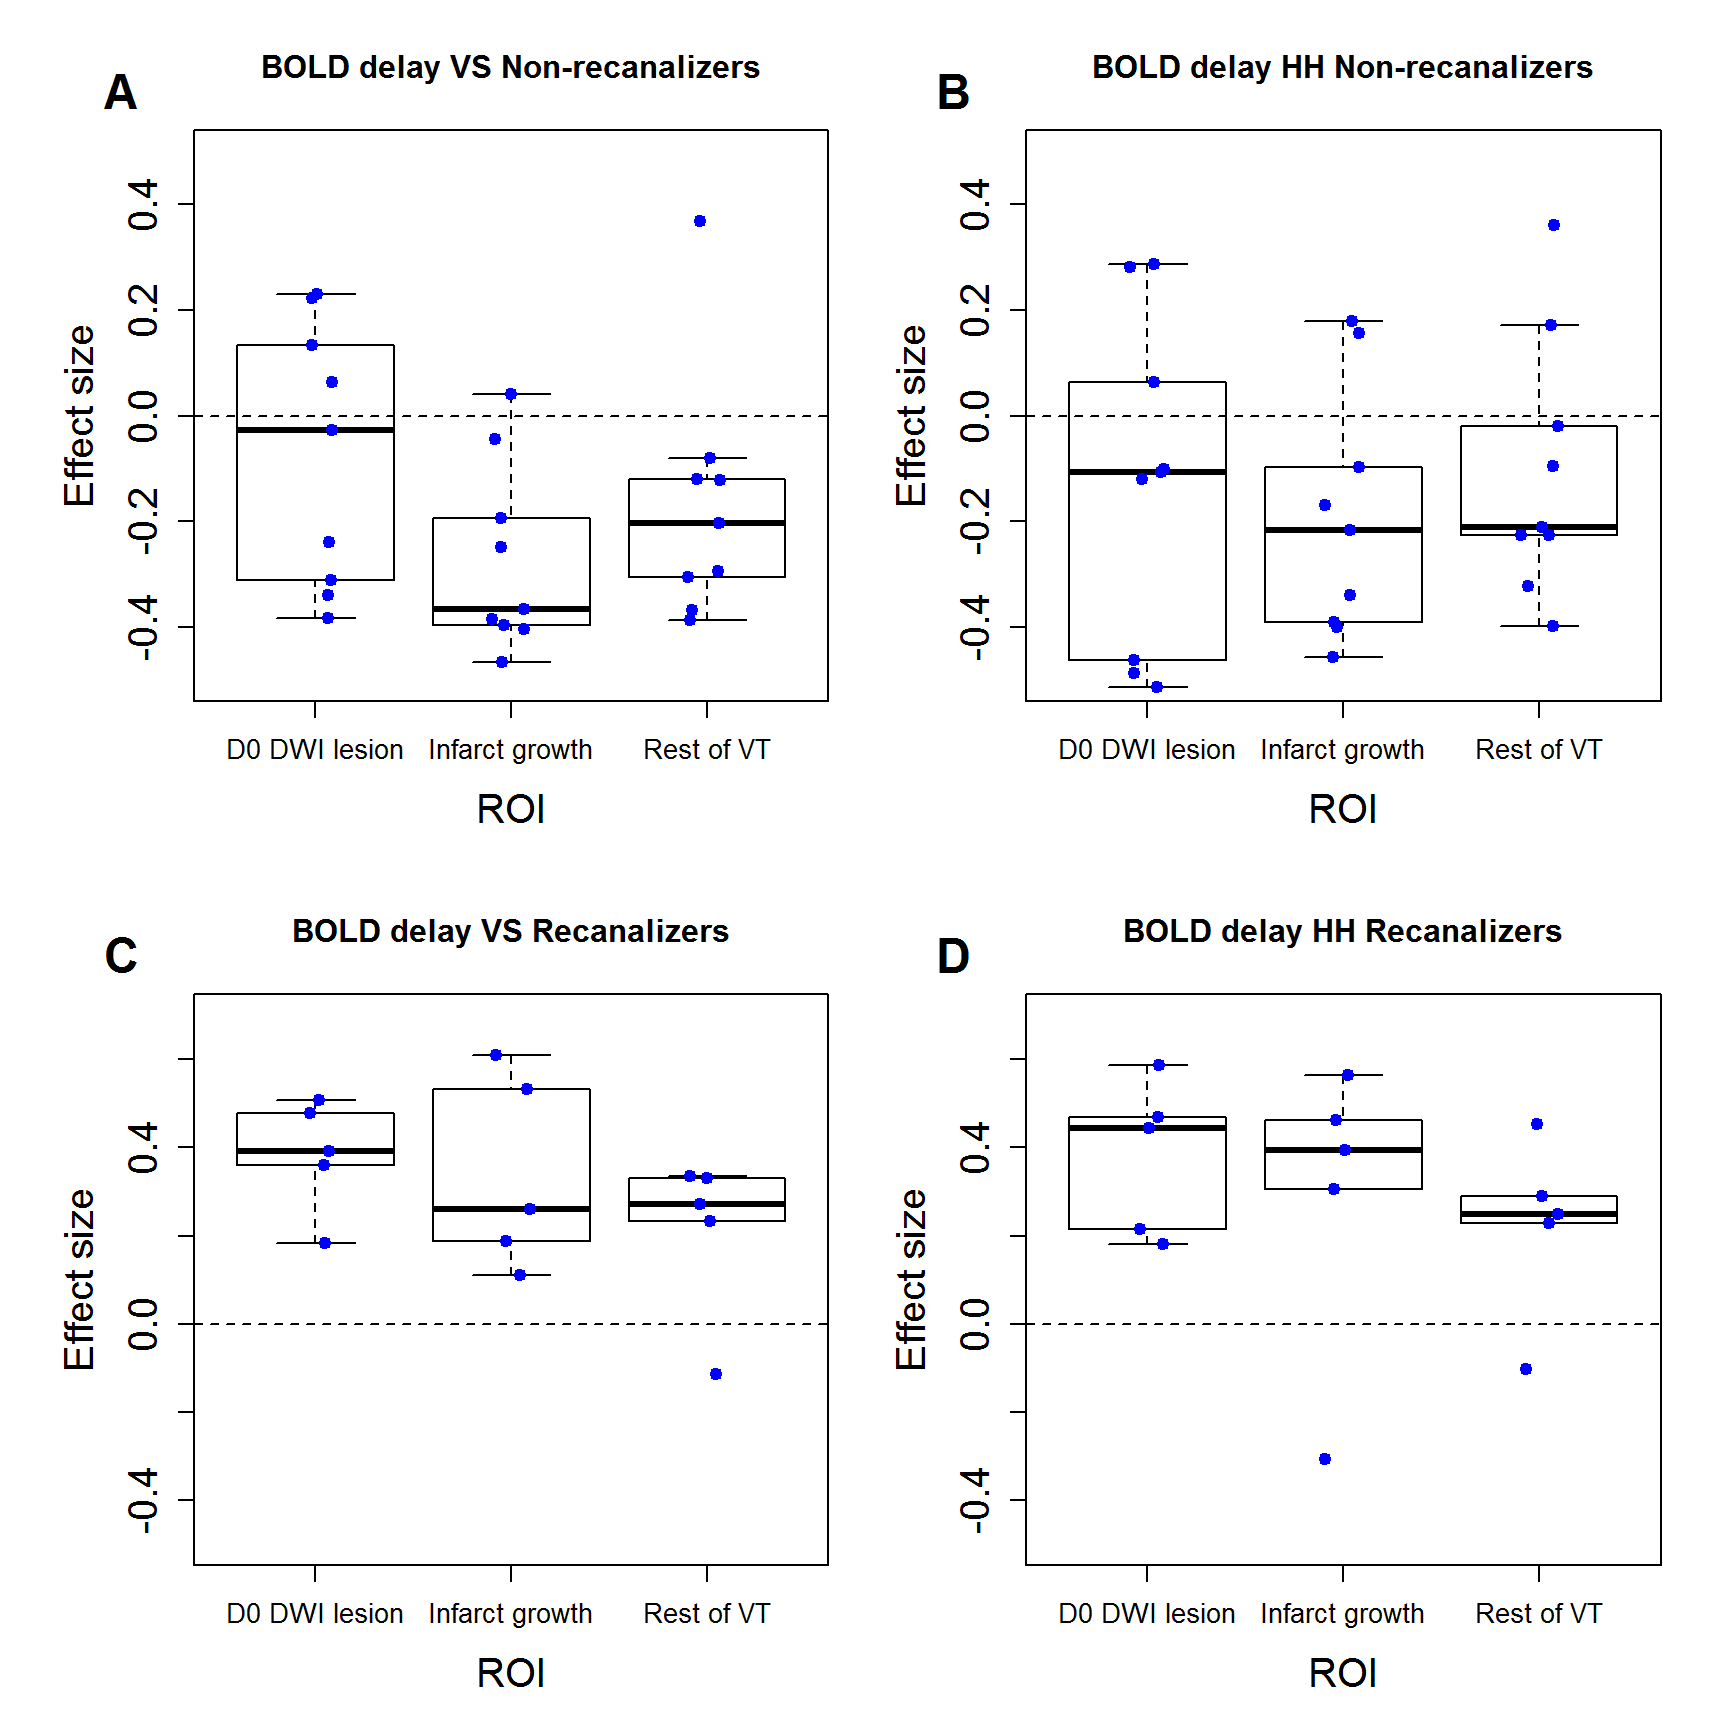 A
BOLD delay VS Non-recanalizers
Effect size
0.4
0.2
0.0
-0.2
-0.4
D0 DWI lesion
Infarct growth
Rest of VT
ROI
B
BOLD delay HH Non-recanalizers
Effect size
0.4
0.2
0.0
-0.2
-0.4
D0 DWI lesion
Infarct growth
Rest of VT
ROI
C
BOLD delay VS Recanalizers
Effect size
0.4
0.0
-0.4
D0 DWI lesion
Infarct growth
Rest of VT
ROI
D
BOLD delay HH Recanalizers
Effect size
0.4
0.0
-0.4
D0 DWI lesion
Infarct growth
Rest of VT
ROI